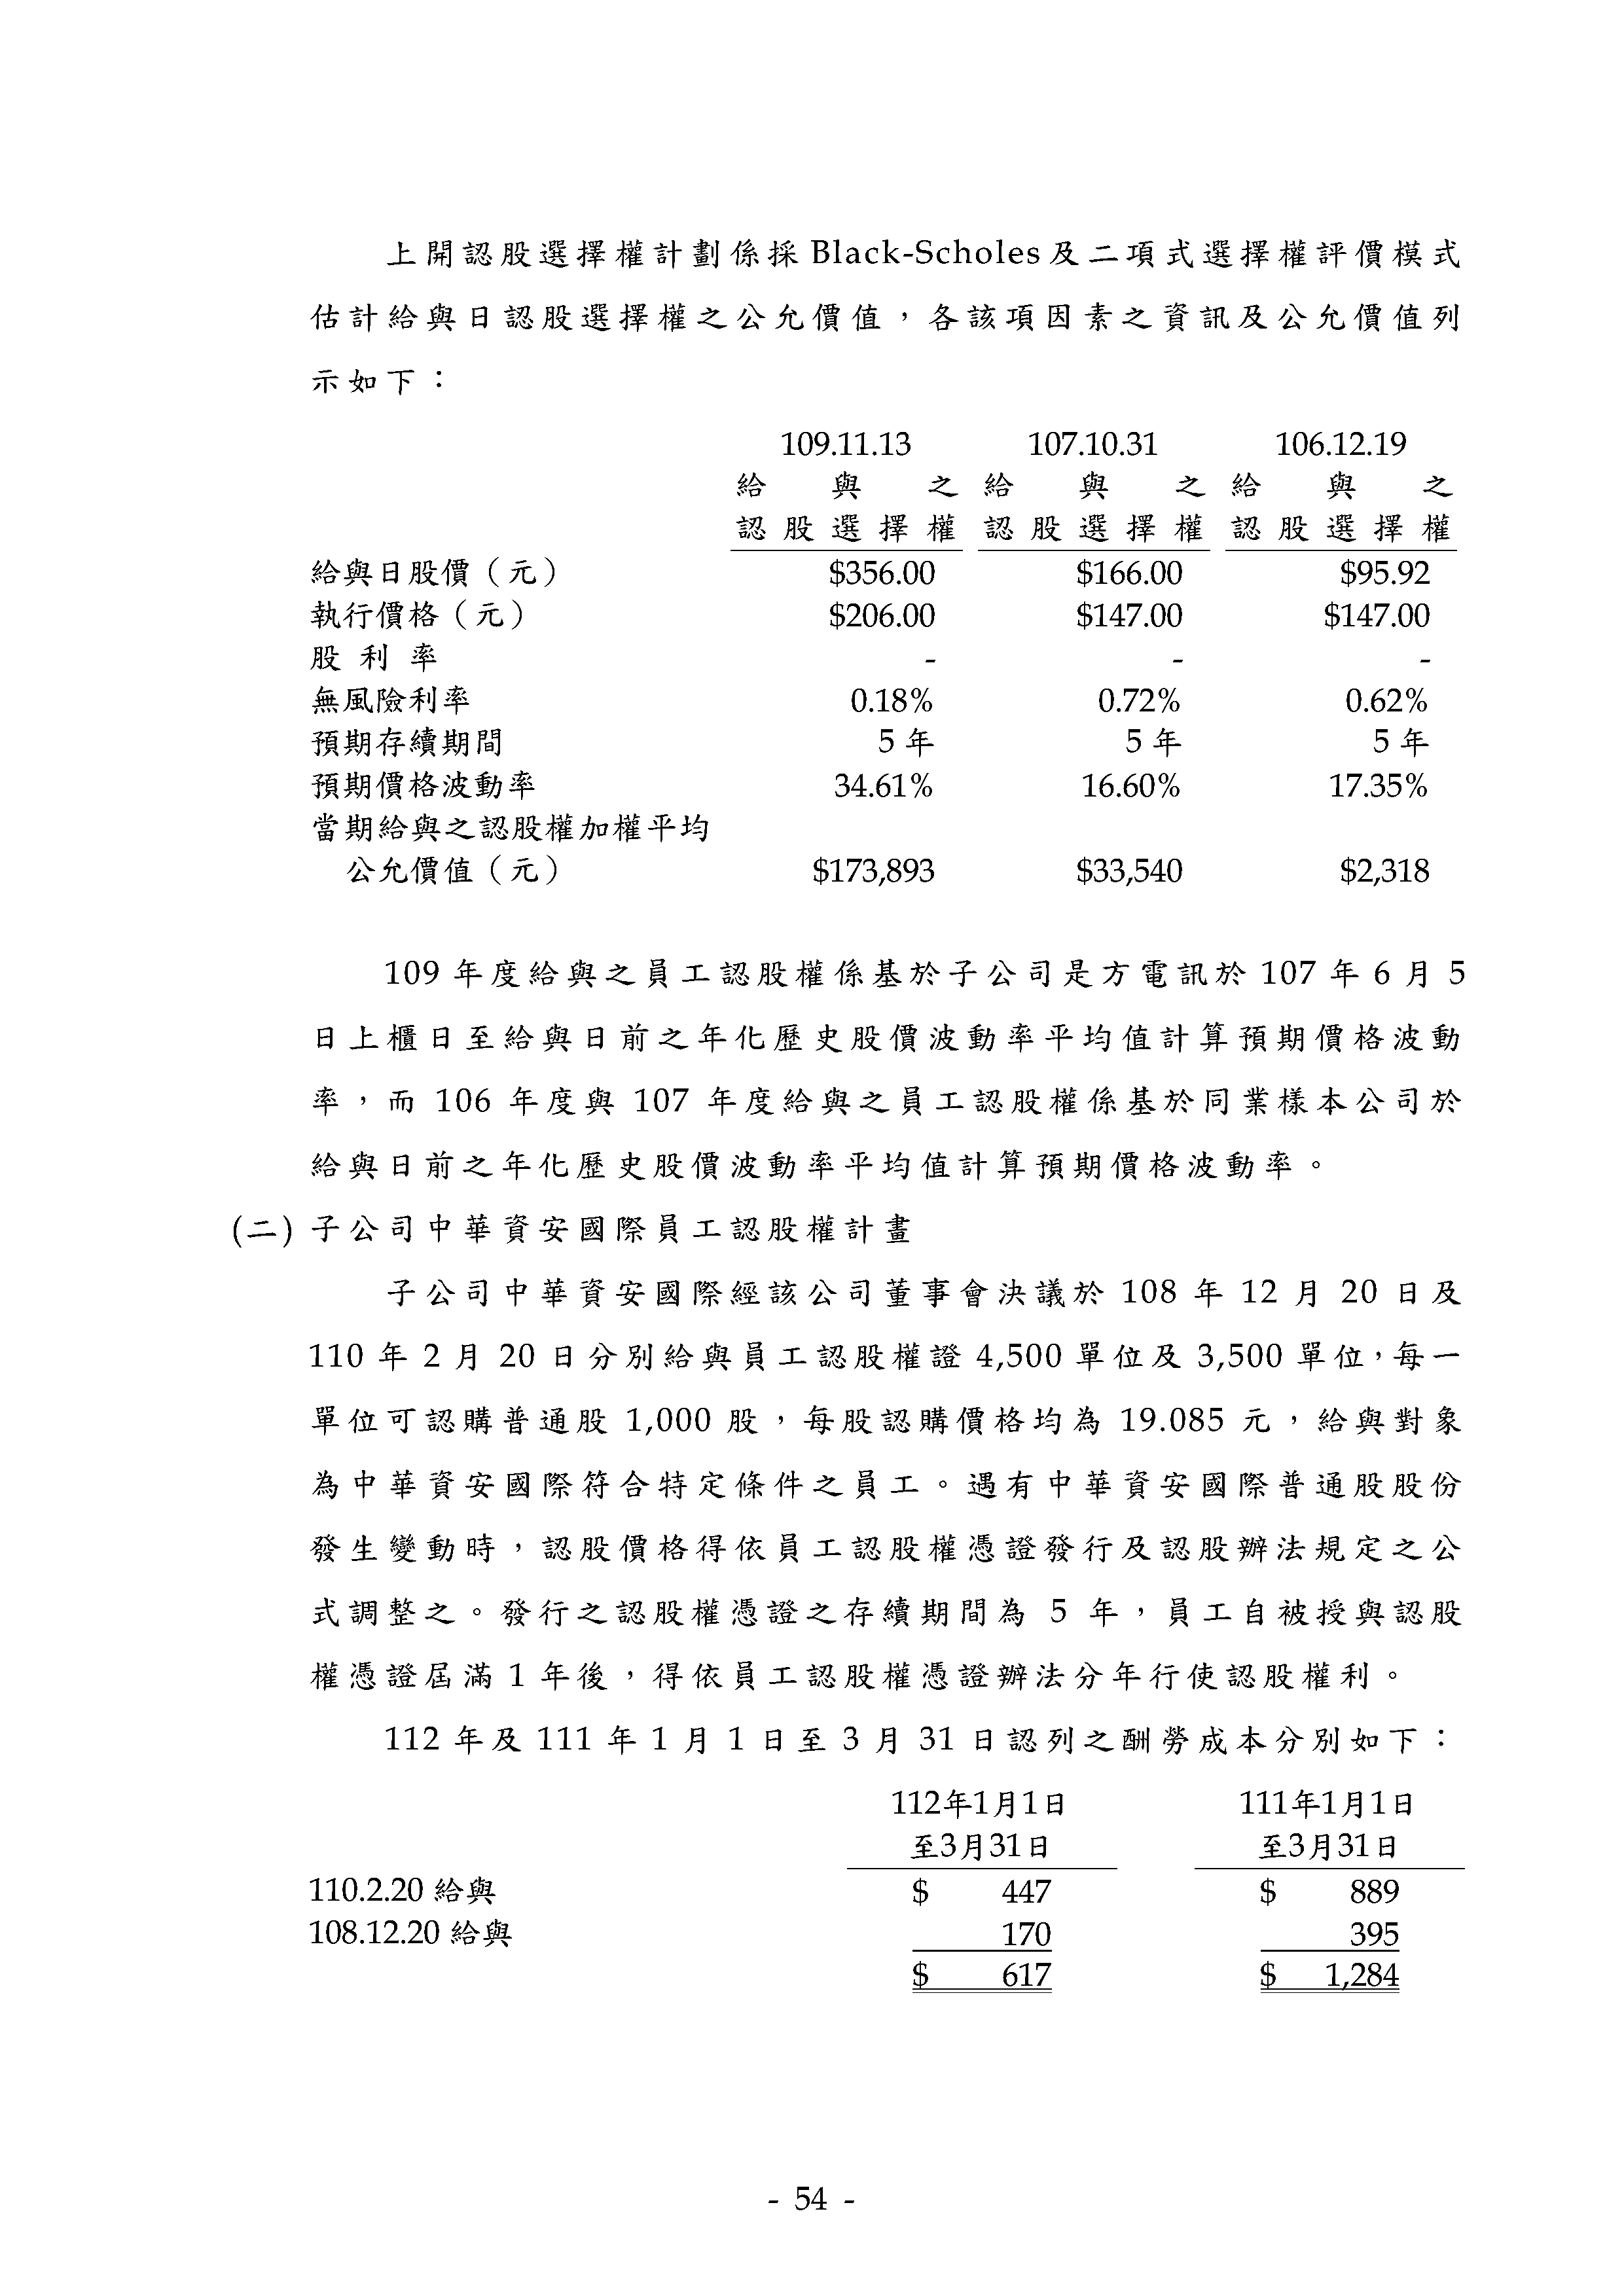 上開認股選擇權計劃係採 Black-Scholes 及二項式選擇權評價模式
估計給與日認股選擇權之公允價值，各該項因素之資訊及公允價值列
示如下：
109.11.13 107.10.31 106.12.19
給與之 給與之 給與之
認股選擇權 認股選擇權 認股選擇權
給與日股價（元） $356.00 $166.00 $95.92
執行價格（元） $206.00 $147.00 $147.00
股利率 - - -
無風險利率 0.18% 0.72% 0.62%
預期存續期間 5 年 5 年 5 年
預期價格波動率 34.61% 16.60% 17.35%
當期給與之認股權加權平均
公允價值（元） $173,893 $33,540 $2,318
109 年度給與之員工認股權係基於子公司是方電訊於 107 年 6 月 5
日上櫃日至給與日前之年化歷史股價波動率平均值計算預期價格波動
率，而 106 年度與 107 年度給與之員工認股權係基於同業樣本公司於
給與日前之年化歷史股價波動率平均值計算預期價格波動率。
(二) 子公司中華資安國際員工認股權計畫
子公司中華資安國際經該公司董事會決議於 108 年 12 月 20 日及
110 年 2 月 20 日分別給與員工認股權證 4,500 單位及 3,500 單位，每一
單位可認購普通股 1,000 股，每股認購價格均為 19.085 元，給與對象
為中華資安國際符合特定條件之員工。遇有中華資安國際普通股股份
發生變動時，認股價格得依員工認股權憑證發行及認股辦法規定之公
式調整之。發行之認股權憑證之存續期間為 5 年，員工自被授與認股
權憑證屆滿 1 年後，得依員工認股權憑證辦法分年行使認股權利。
112 年及 111 年 1 月 1 日至 3 月 31 日認列之酬勞成本分別如下：
112年1月1日 111年1月1日
至3月31日 至3月31日
110.2.20 給與 $ 447 $ 889
108.12.20 給與 170 395
$ 617 $ 1,284
- 54 -